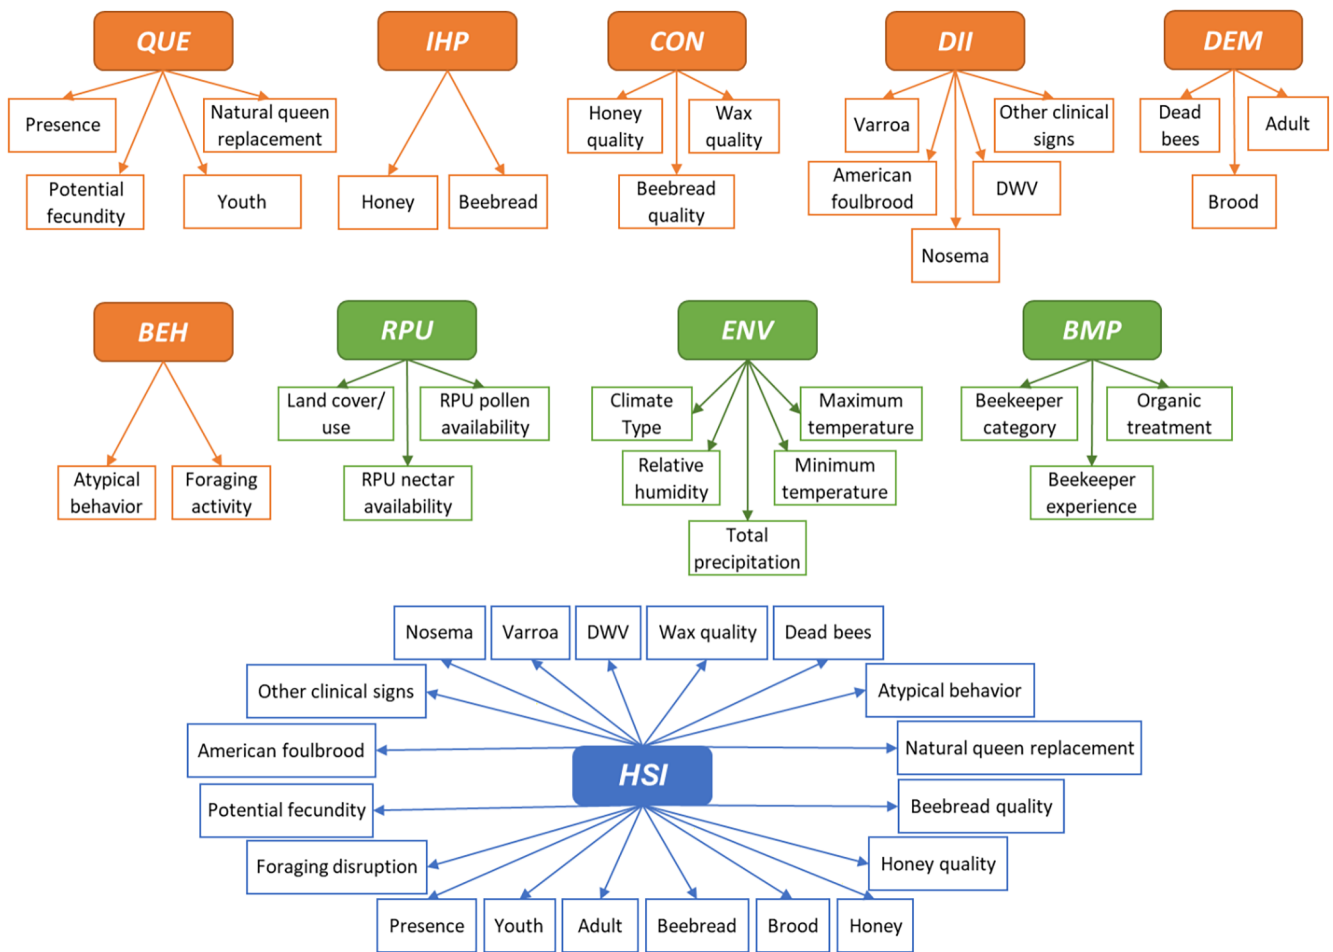 QUE
IHP
CON
DII
DEM
Presence
Natural queen
replacement
Potential
fecundity
Youth
Honey
Beebread
Honey
quality
Wax
quality
Beebread
quality
Varroa
Other clinical
signs
American
foulbrood
DWV
Nosema
Dead
bees
Adult
Brood
BEH
RPU
ENV
BMP
Atypical
behavior
Foraging
activity
Land cover/
use
RPU pollen
availability
RPU nectar
availability
Climate
Type
Maximum
temperature
Relative
humidity
Minimum
temperature
Total
precipitation
Beekeeper
category
Organic
treatment
Beekeeper
experience
Nosema
Varroa
DWV
Wax quality
Dead bees
Other clinical signs
Atypical behavior
American foulbrood
Natural queen replacement
HSI
Potential fecundity
Beebread quality
Foraging disruption
Honey quality
Presence
Youth
Adult
Beebread
Brood
Honey